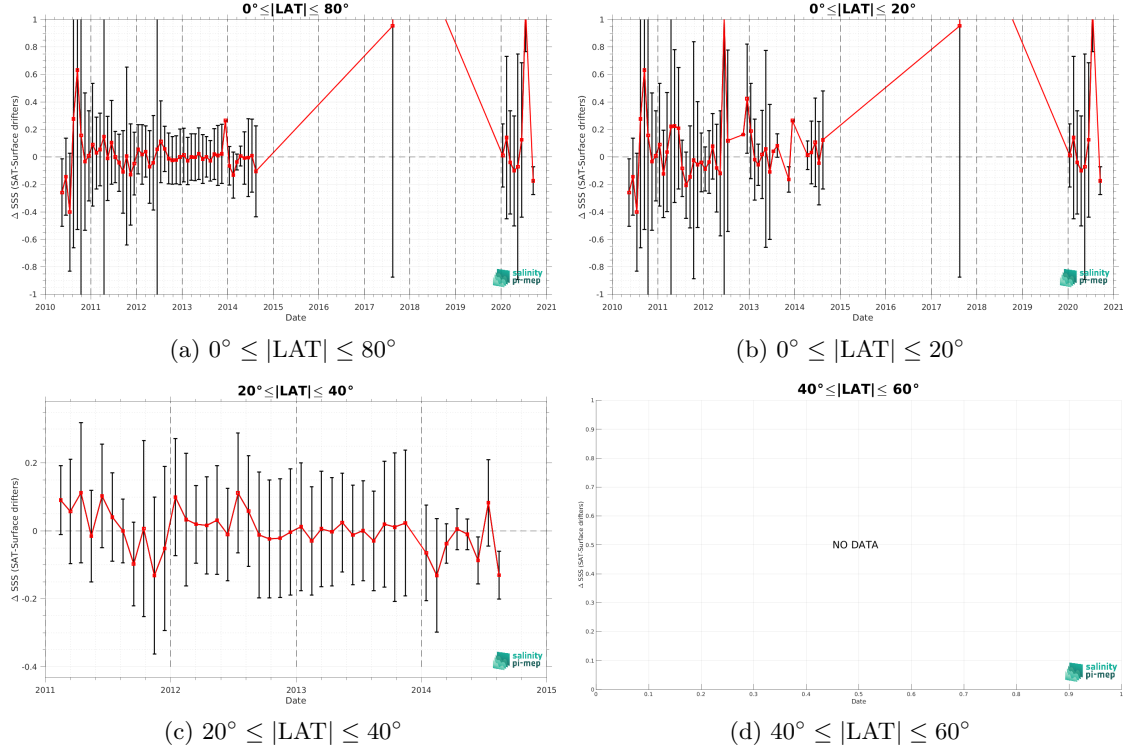 0°≤|LAT|≤ 80°
Δ SSS (SAT-Surface drifters)
1
0.8
0.6
0.4
0.2
0
-0.2
-0.4
-0.6
-0.8
-1
2010 2011 2012 2013 2014 2015 2016 2017 2018 2019 2020 2021
Date
salinity
pi-mep
(a) 0° ≤ |LAT| ≤ 80°
0°≤|LAT|≤ 20°
Δ SSS (SAT-Surface drifters)
1
0.8
0.6
0.4
0.2
0
-0.2
-0.4
-0.6
-0.8
-1
2010 2011 2012 2013 2014 2015 2016 2017 2018 2019 2020 2021
Date
salinity
pi-mep
(b) 0° ≤ |LAT| ≤ 20°
20°≤|LAT|≤ 40°
Δ SSS (SAT-Surface drifters)
0.2
0
-0.2
-0.4
2011 2012 2013 2014 2015
Date
salinity
pi-mep
(c) 20° ≤ |LAT| ≤ 40°
40°≤|LAT|≤ 60°
Δ SSS (SAT-Surface drifters)
1
0.9
0.8
0.7
0.6
0.5
0.4
0.3
0.2
0.1
0
NO DATA
0 0.1 0.2 0.3 0.4 0.5 0.6 0.7 0.8 0.9 1
Date
salinity
pi-mep
(d) 40° ≤ |LAT| ≤ 60°